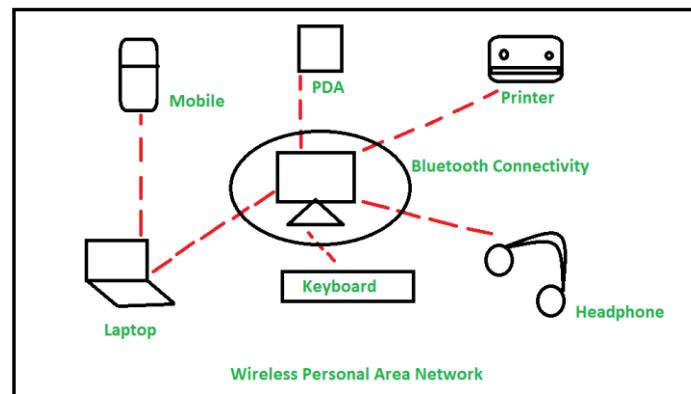 PDA
Mobile
Printer
Bluetooth Connectivity
Keyboard
Laptop
Headphone
Wireless Personal Area Network